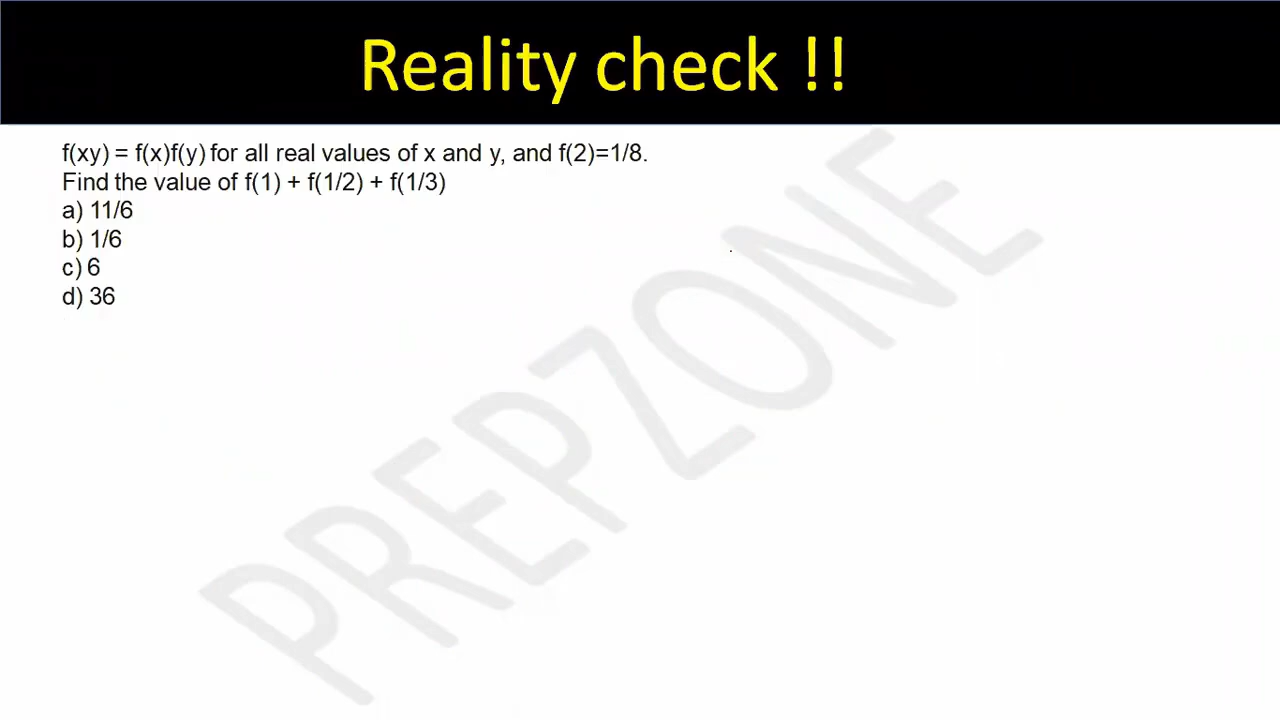 Reality check !!
f(xy) = f(x)f(y) for all real values of x and y, and f(2)=1/8.
Find the value of f(1) + f(1/2) + f(1/3)
a) 11/6
b) 1/6
c) 6
d) 36
PREPZONE